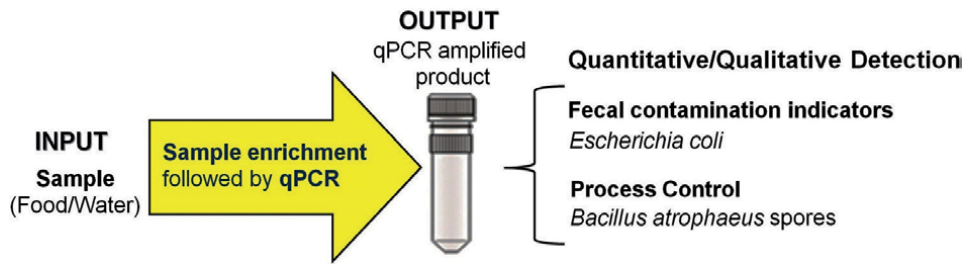 INPUT
Sample
(Food/Water)
Sample enrichment
followed by qPCR
OUTPUT
qPCR amplified
product
Quantitative/Qualitative Detection
Fecal contamination indicators
Escherichia coli
Process Control
Bacillus atrophaeus spores